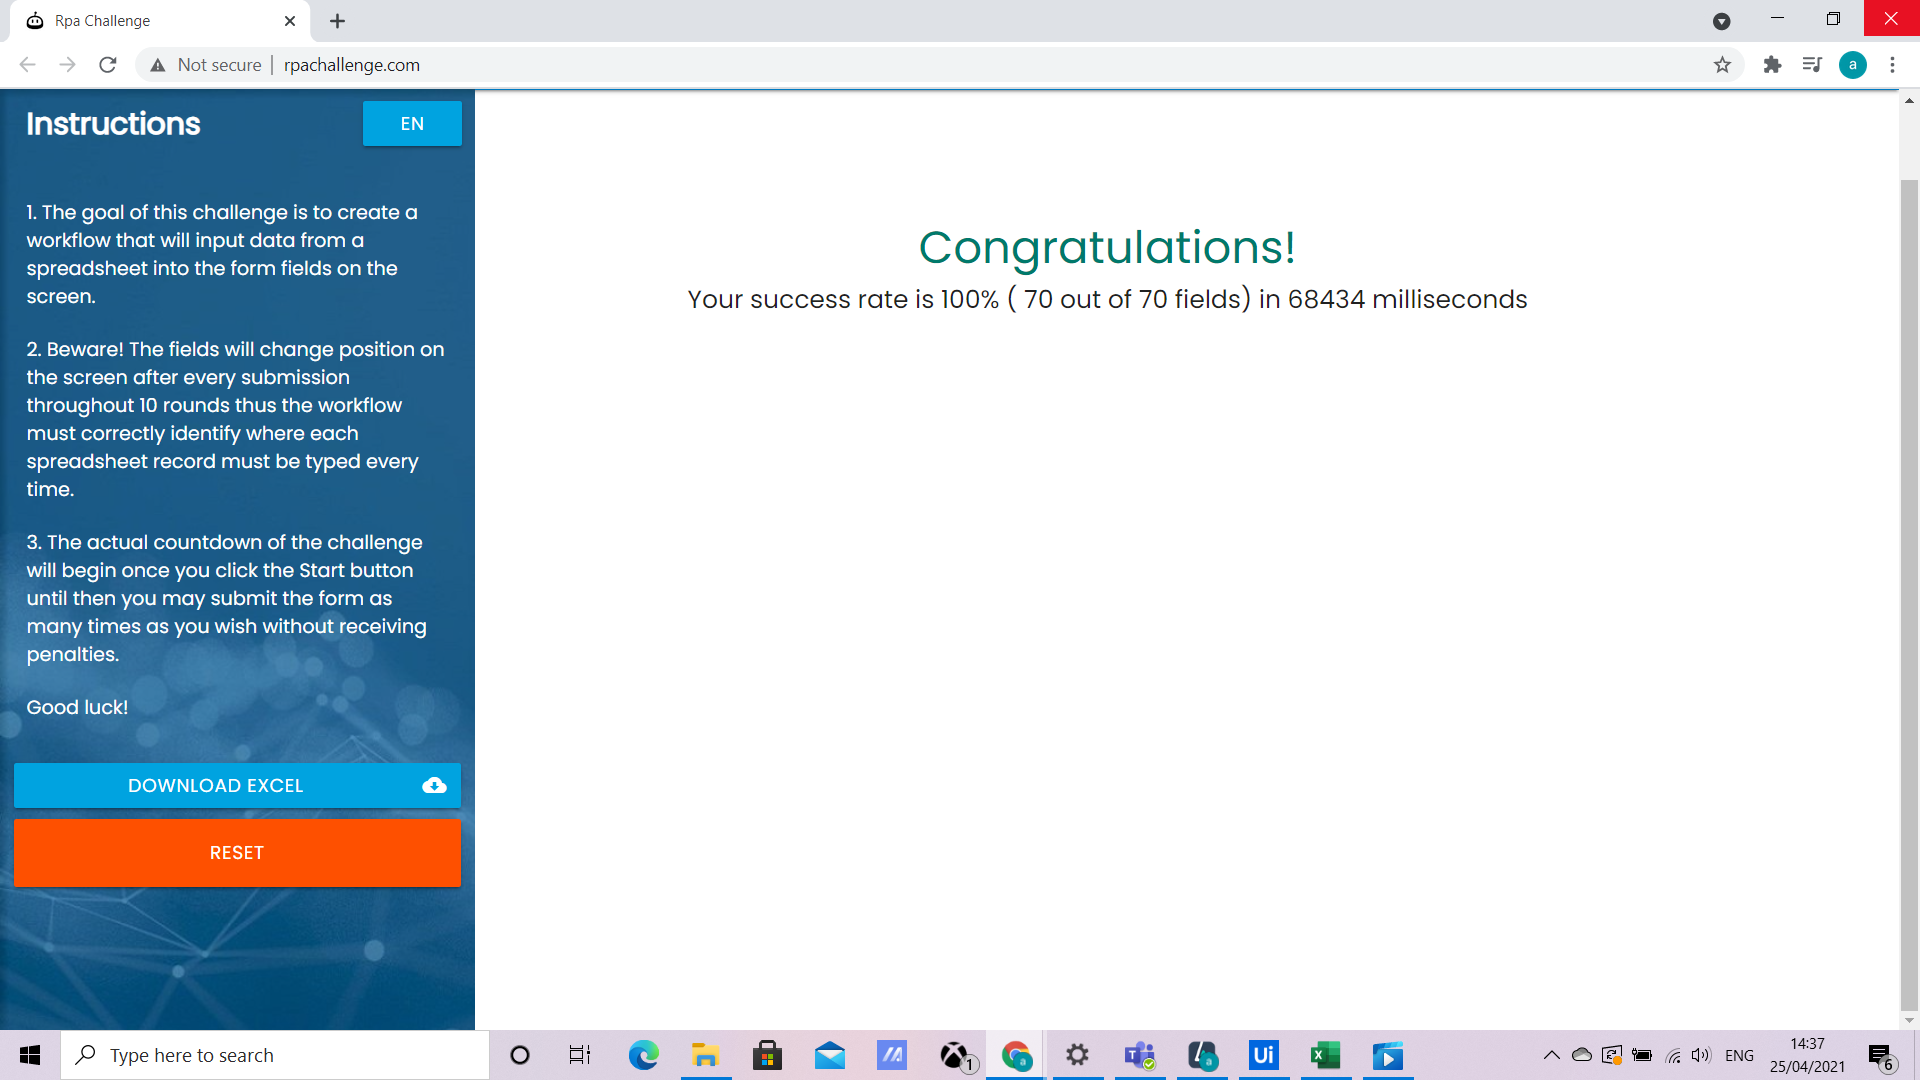 Rpa Challenge
Not secure
rpachallenge.com
a
Instructions
EN
1. The goal of this challenge is to create a
workflow that will input data from a
spreadsheet into the form fields on the
screen.
2. Beware! The fields will change position on
the screen after every submission
throughout 10 rounds thus the workflow
must correctly identify where each
spreadsheet record must be typed every
time.
3. The actual countdown of the challenge
will begin once you click the Start button
until then you may submit the form as
many times as you wish without receiving
penalties.
Good luck!
DOWNLOAD EXCEL
RESET
Congratulations!
Your success rate is 100% ( 70 out of 70 fields) in 68434 milliseconds
Type here to search
1
a
T
a
Ui
X
ENG
14:37
25/04/2021
6